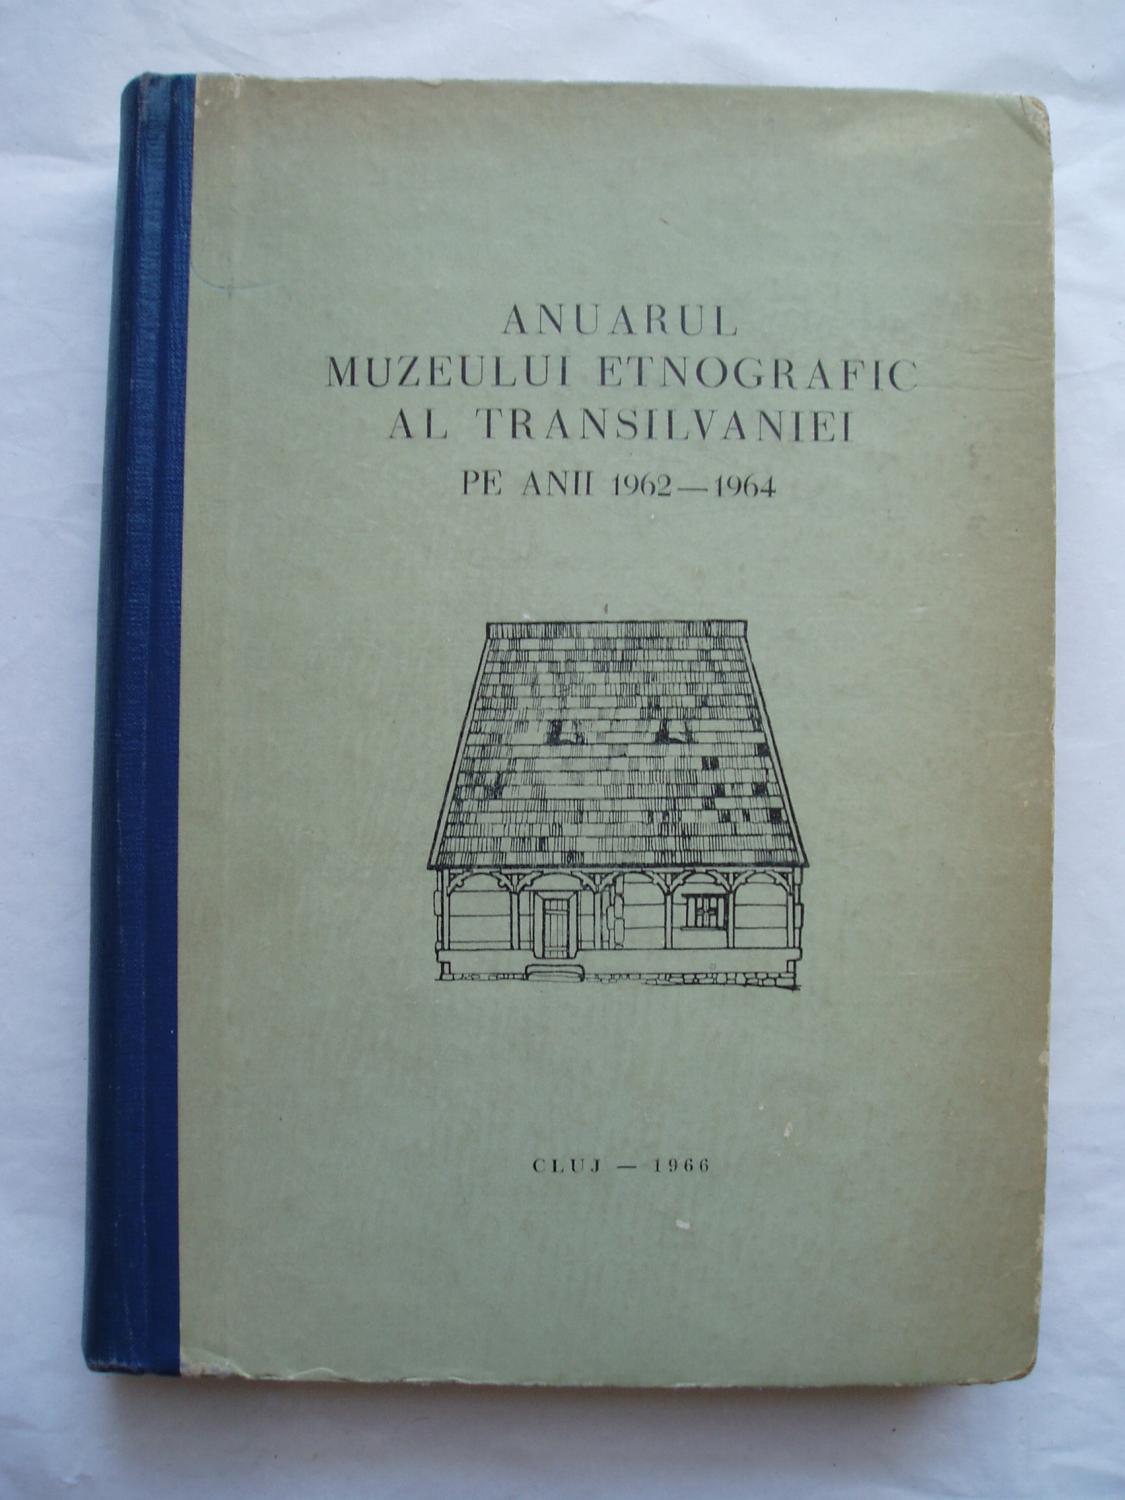 ANUARUL
MUZEULUI ETNOGRAFIC
AL TRANSILVANIEI
PE ANII 1962—1964
CLUJ — 1966